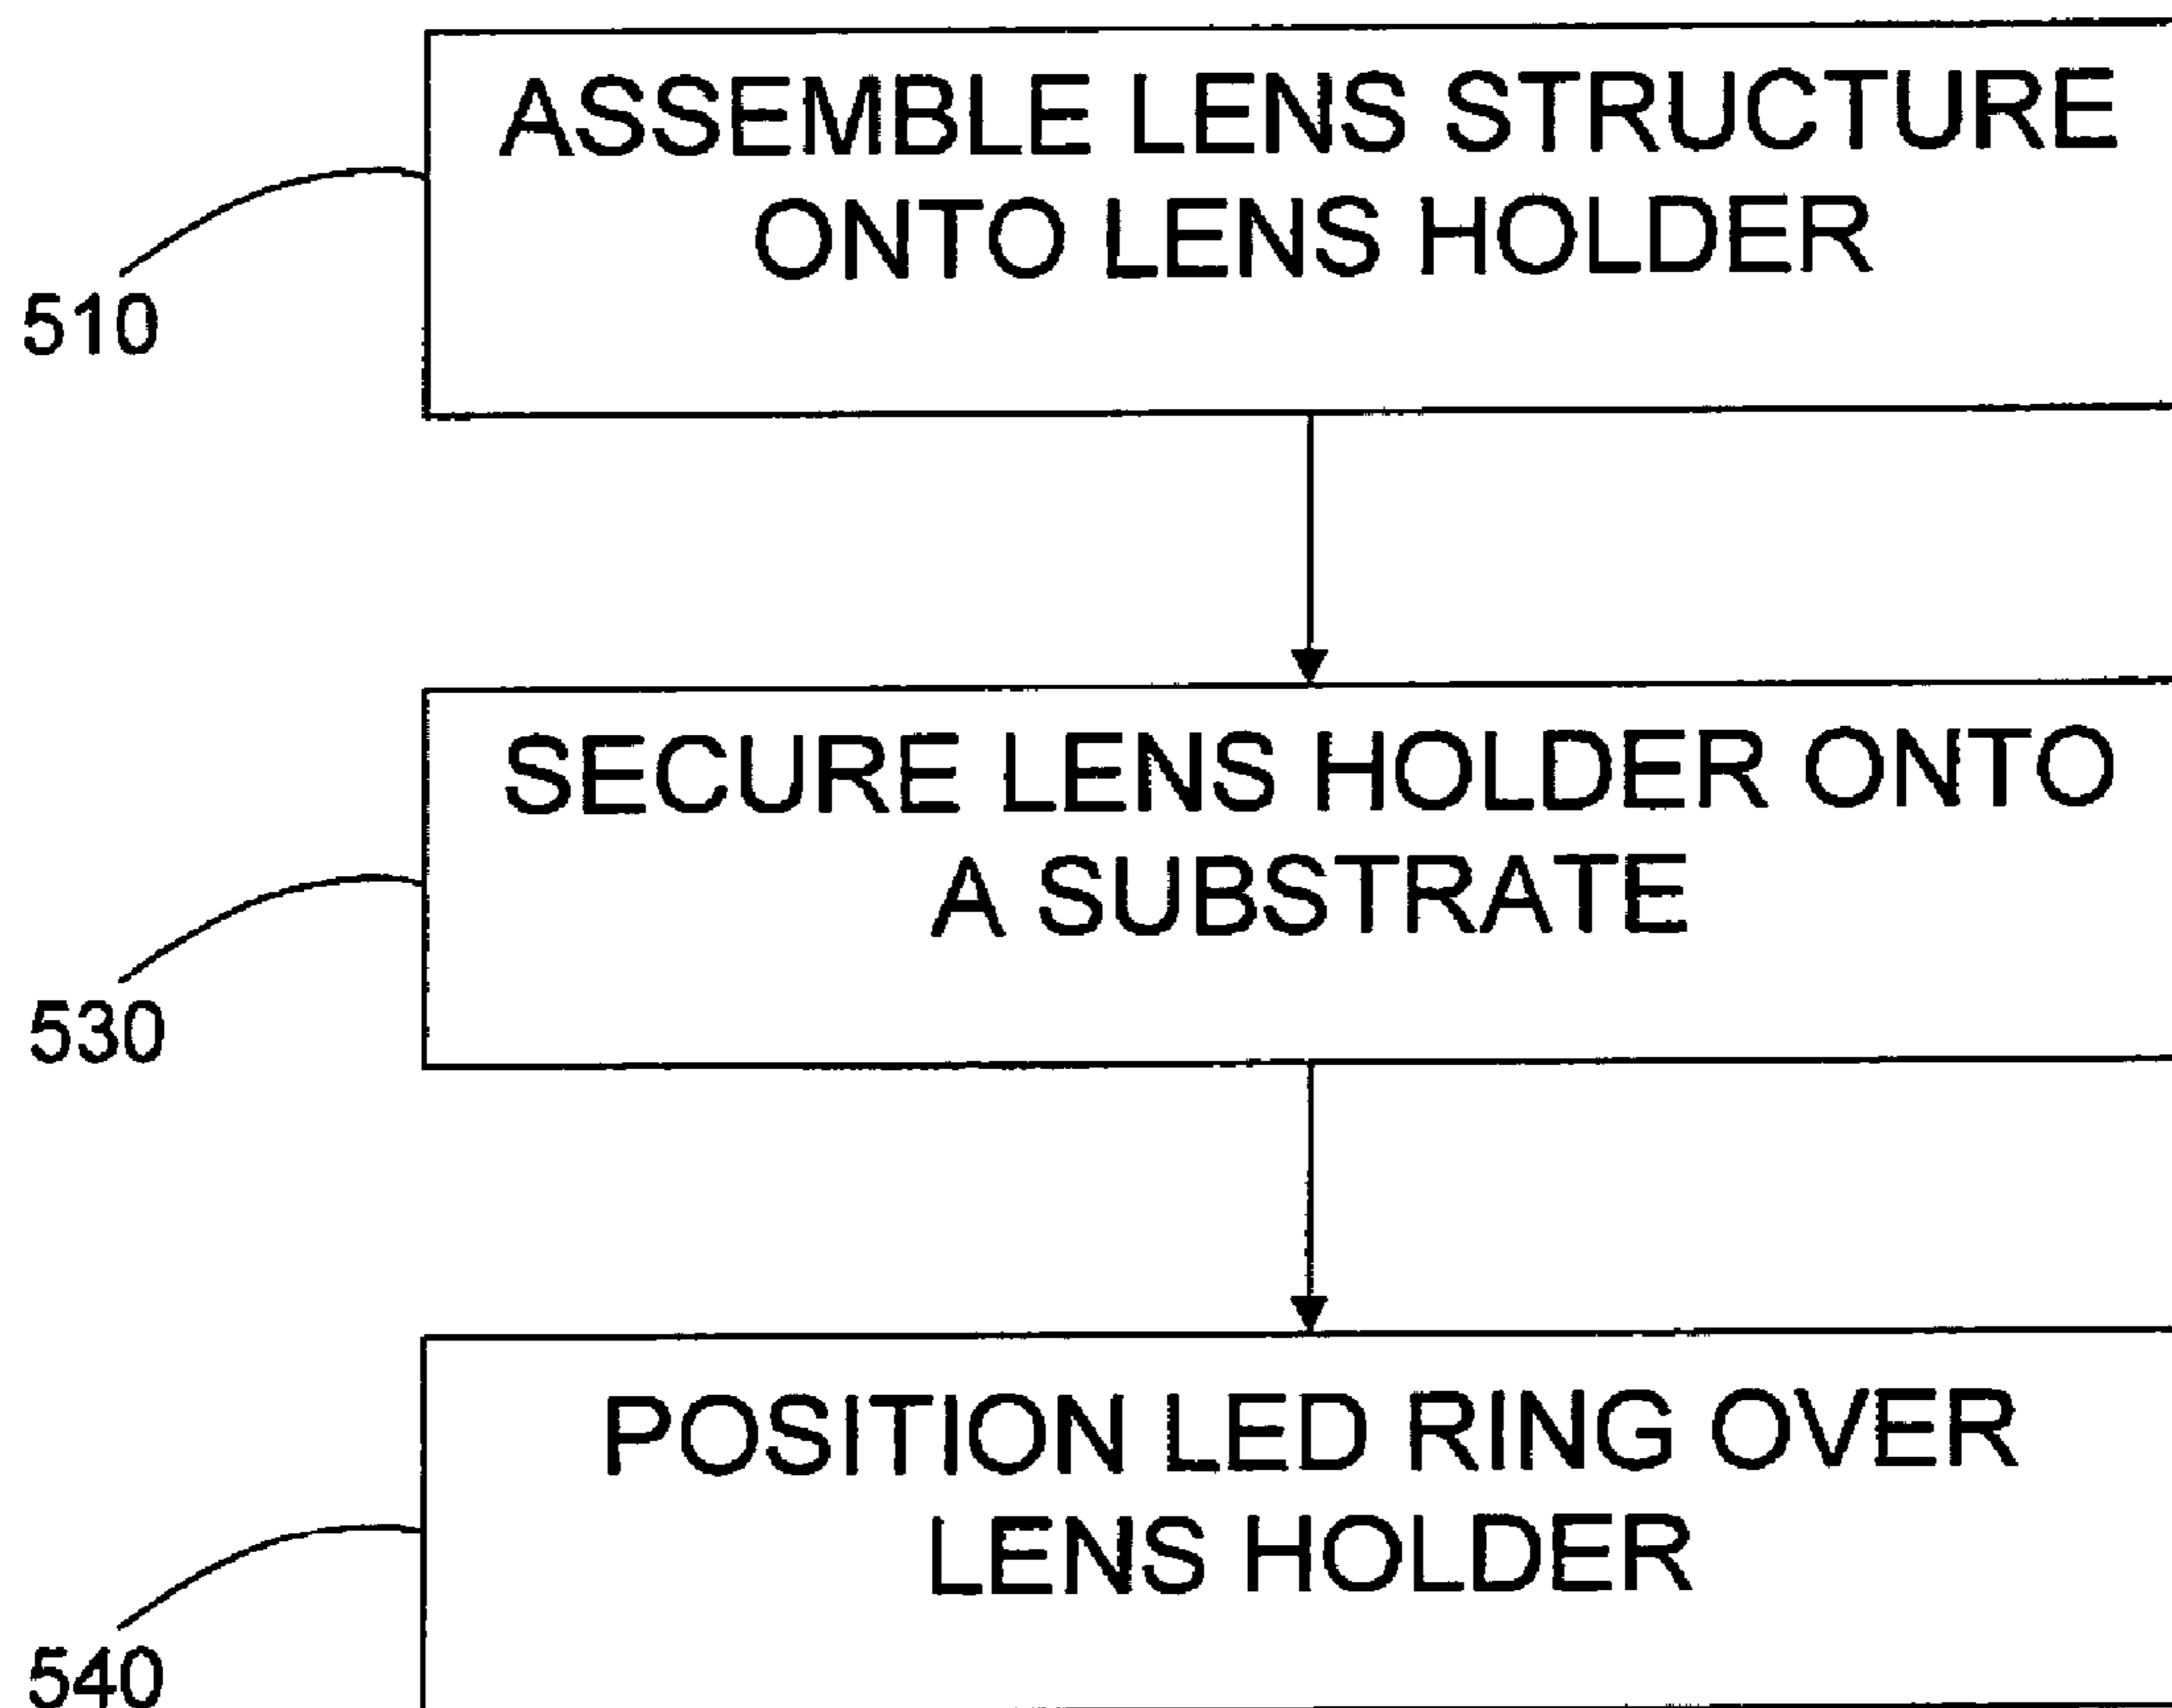 ASSEMBLE LENS STRUCTURE
ONTO LENS HOLDER
510
SECURE LENS HOLDER ONTO
A SUBSTRATE
530
POSITION LED RING OVER
LENS HOLDER
540